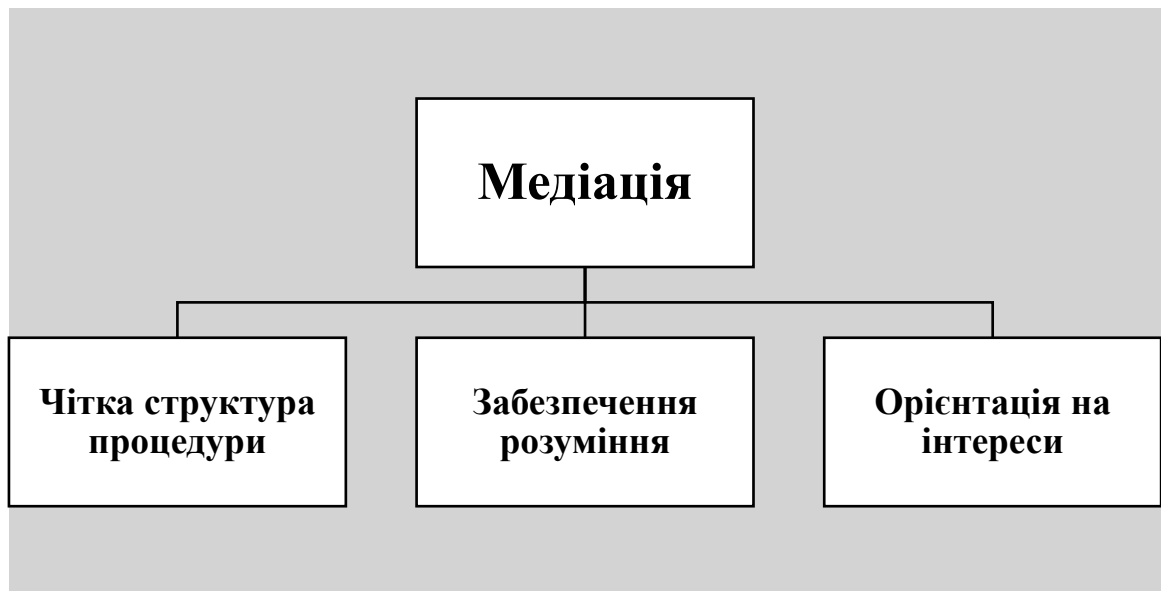 Медіація
Чітка структура
процедури
Забезпечення
розуміння
Орієнтація на
інтереси